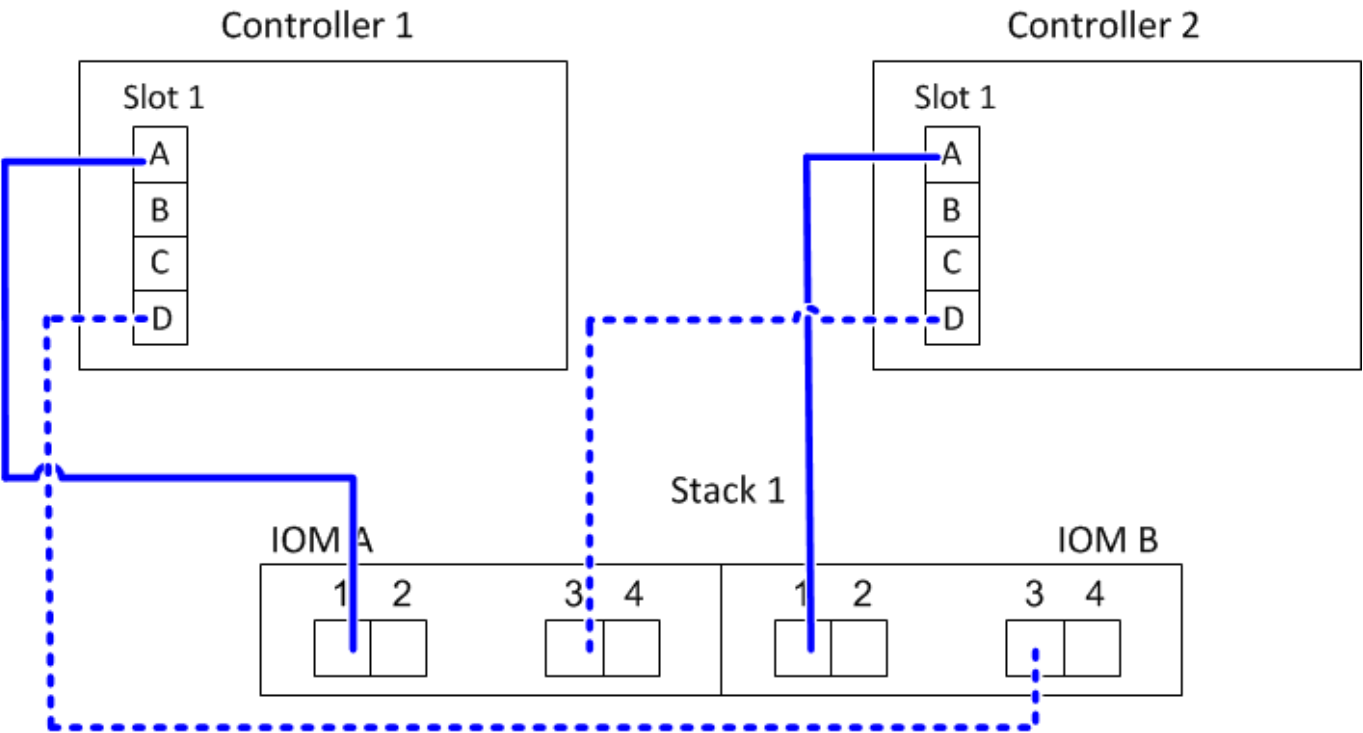 Controller 1
Controller 2
Slot 1
Slot 1
A
A
B
B
C
C
D
D
Stack 1
IOM A
IOM B
1 2 3 4 1 2 3 4